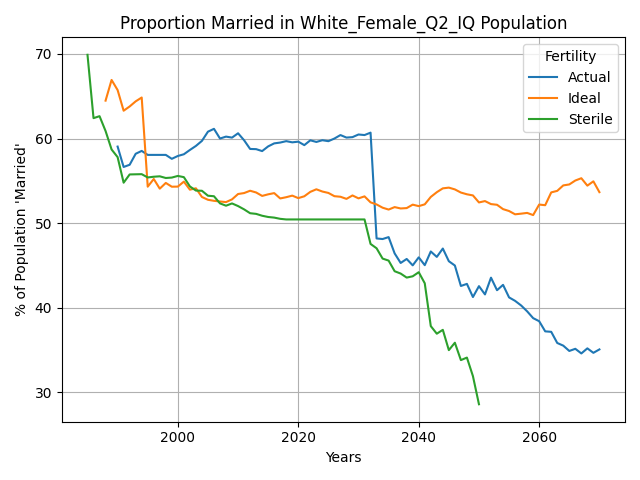 Proportion Married in White_Female_Q2_IQ Population
% of Population 'Married'
70
60
50
40
30
Fertility
Actual
Ideal
Sterile
2000
2020
2040
2060
Years